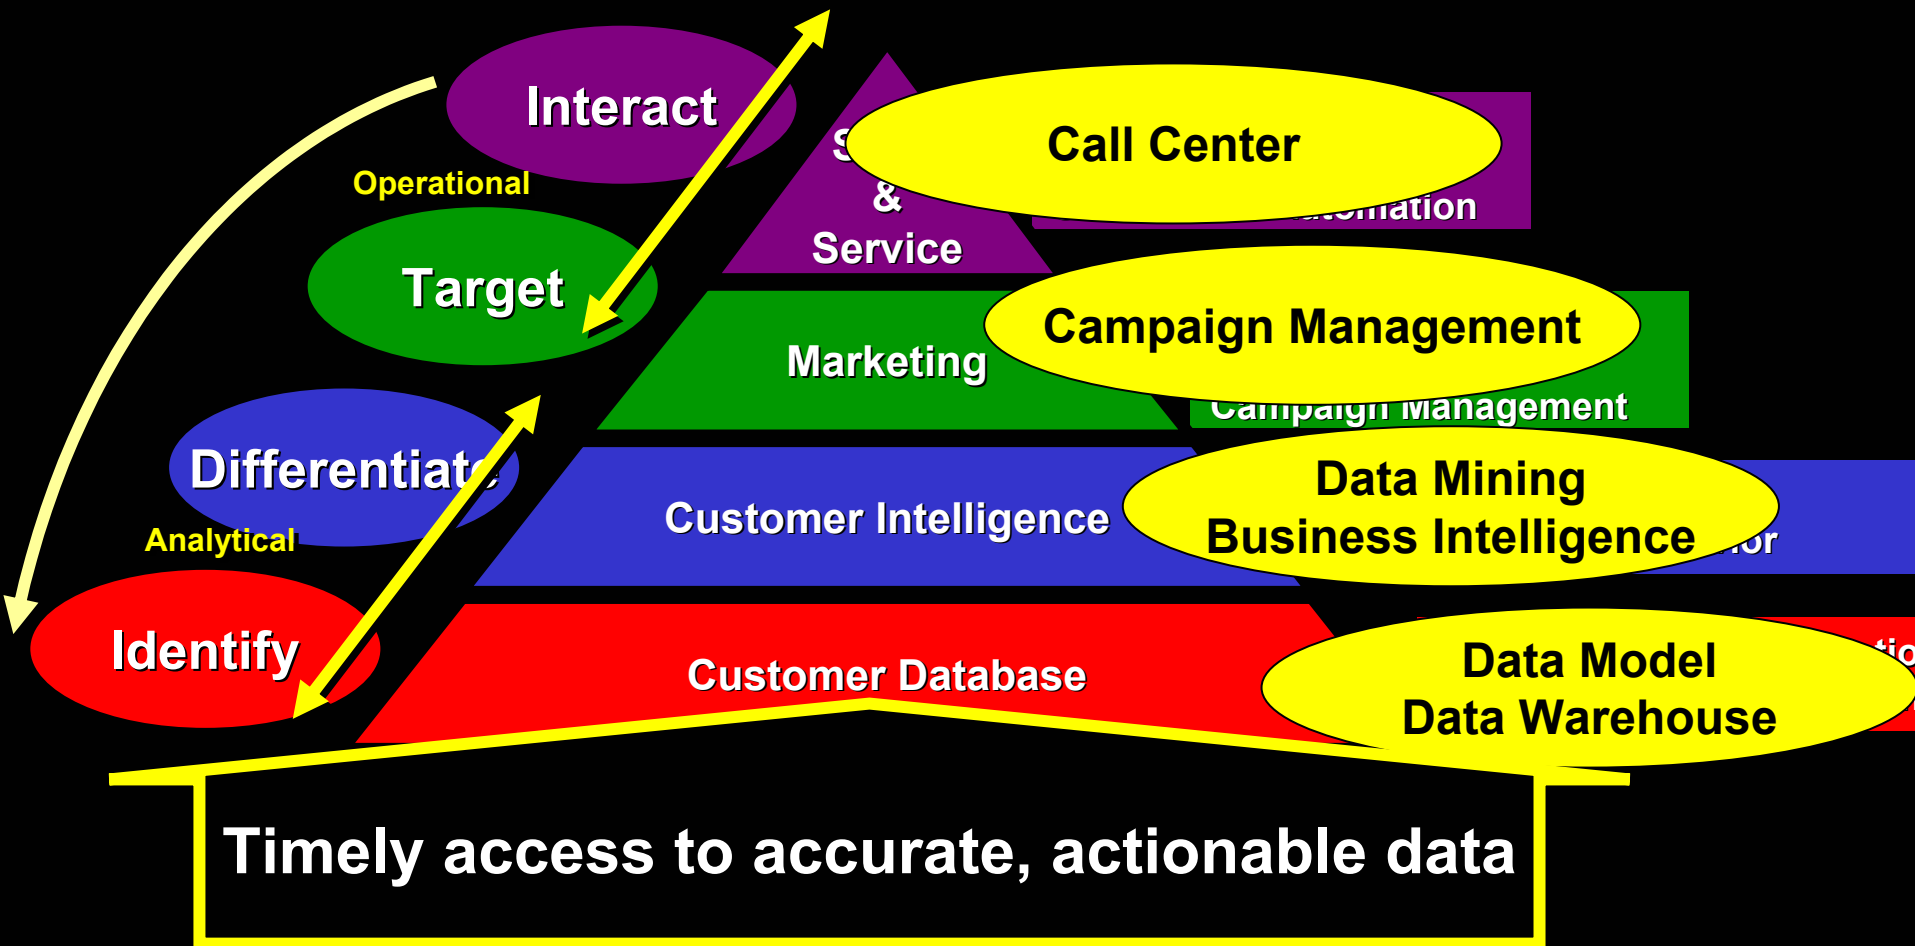 Interact
Call Center
Operational
&
Service
Target
Campaign Management
Marketing
Campaign Management
Differentiate
Data Mining
Business Intelligence
Customer Intelligence
Analytical
Identify
Data Model
Data Warehouse
Customer Database
Timely access to accurate, actionable data